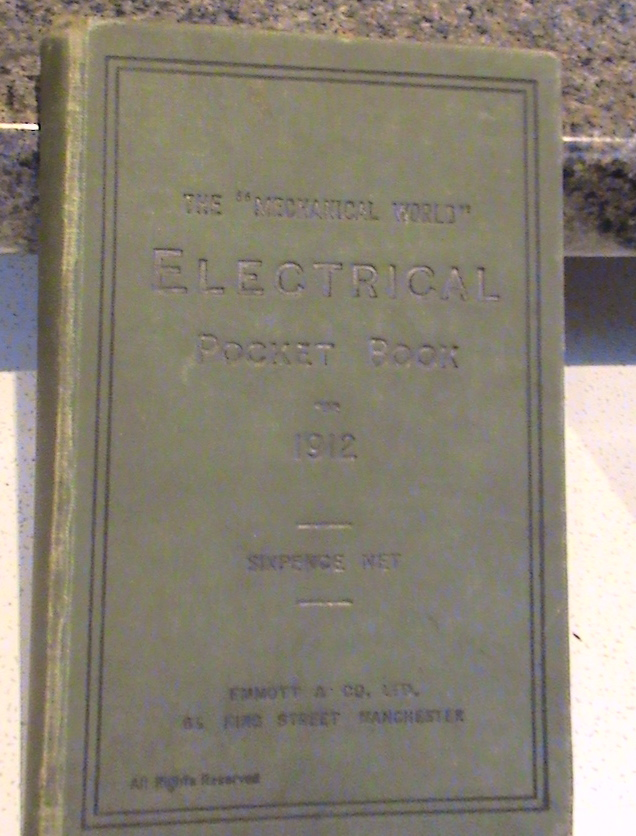 THE "MECHANICAL WORLD"
ELECTRICAL
POCKET BOOK
FOR
1912
SIXPENCE NET
EMMOTT & CO. LTD.
65 KING STREET MANCHESTER
All Rights Reserved